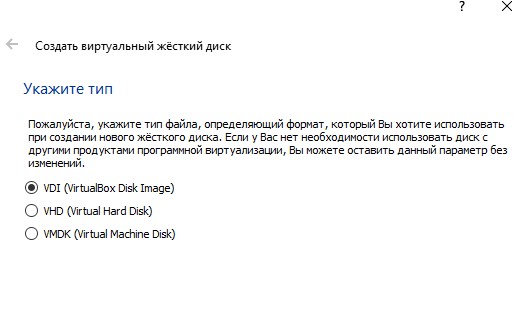 ?
Создать виртуальный жёсткий диск
Укажите тип
Пожалуйста, укажите тип файла, определяющий формат, который Вы хотите использовать
при создании нового жёсткого диска. Если у Вас нет необходимости использовать диск с
другими продуктами программной виртуализации, Вы можете оставить данный параметр без
изменений.
VDI (VirtualBox Disk Image)
VHD (Virtual Hard Disk)
VMDK (Virtual Machine Disk)